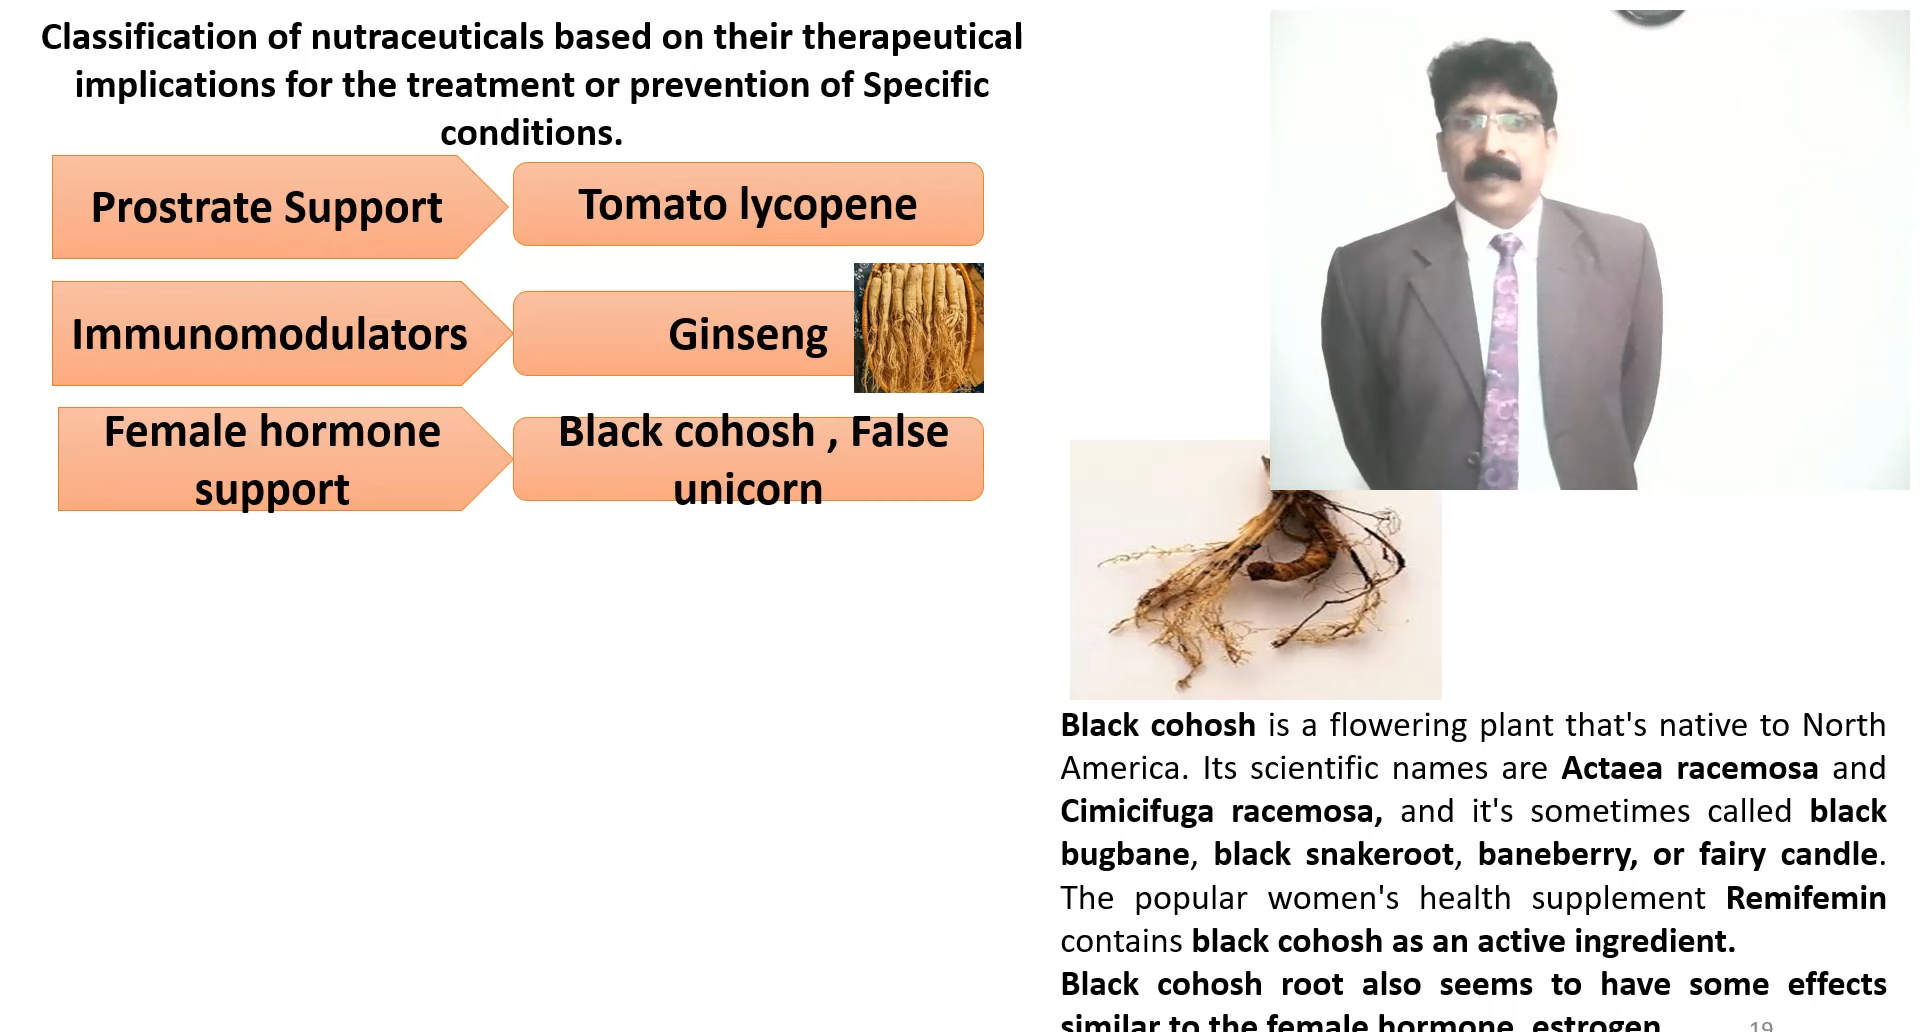 Classification of nutraceuticals based on their therapeutical
implications for the treatment or prevention of Specific
conditions.
Prostrate Support
Tomato lycopene
Immunomodulators
Ginseng
Female hormone
support
Black cohosh , False
unicorn
Black cohosh is a flowering plant that's native to North
America. Its scientific names are Actaea racemosa and
Cimicifuga racemosa, and it's sometimes called black
bugbane, black snakeroot, baneberry, or fairy candle.
The popular women's health supplement Remifemin
contains black cohosh as an active ingredient.
Black cohosh root also seems to have some effects
similar to the female hormone, estrogen
19